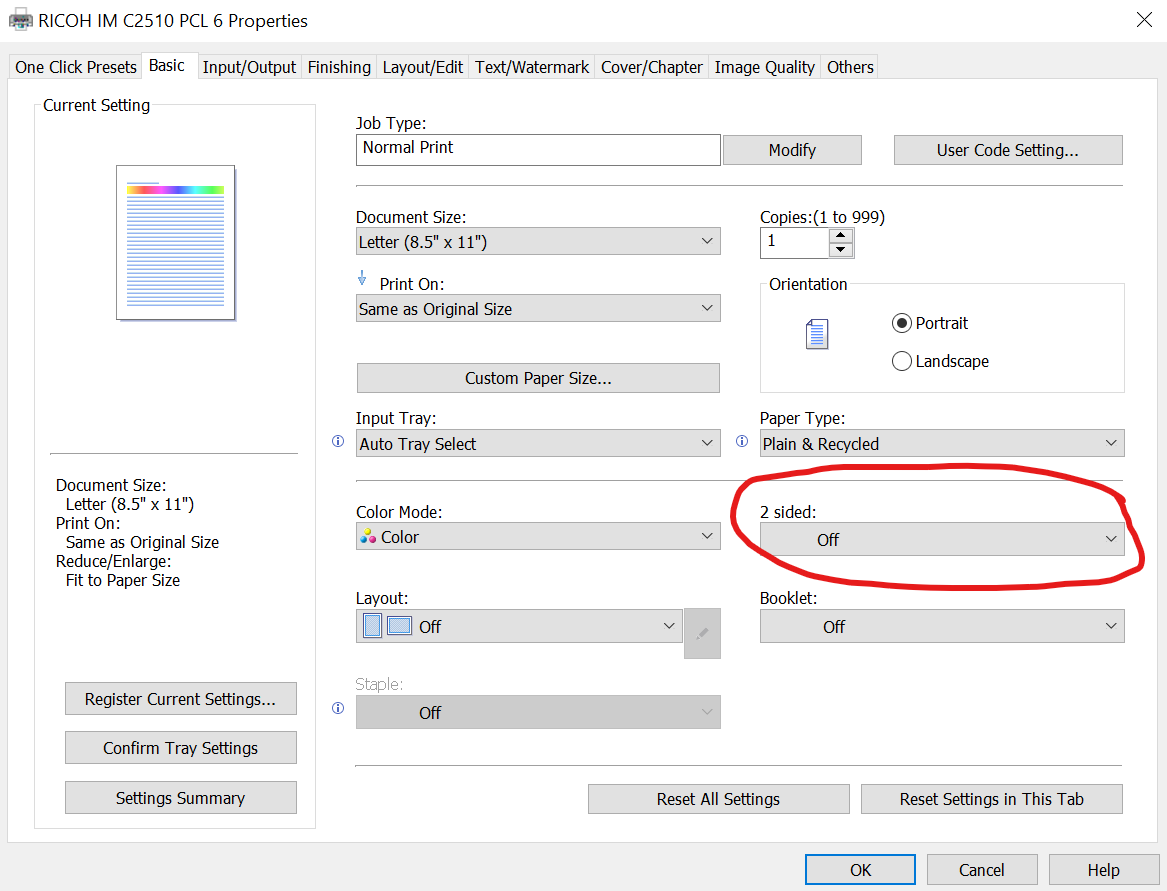 RICOH IM C2510 PCL 6 Properties
One Click Presets Basic Input/Output Finishing Layout/Edit Text/Watermark Cover/Chapter Image Quality Others
Current Setting
Document Size:
Letter (8.5" x 11")
Print On:
Same as Original Size
Reduce/Enlarge:
Fit to Paper Size
Register Current Settings...
Confirm Tray Settings
Settings Summary
Job Type:
Normal Print Modify User Code Setting...
Document Size:
Letter (8.5" x 11")
Copies:(1 to 999)
1
Print On:
Same as Original Size
Orientation
Portrait
Landscape
Custom Paper Size...
Input Tray:
Auto Tray Select
Paper Type:
Plain & Recycled
Color Mode:
Color
2 sided:
Off
Layout:
Off
Booklet:
Off
Staple:
Off
Reset All Settings Reset Settings in This Tab
OK Cancel Help